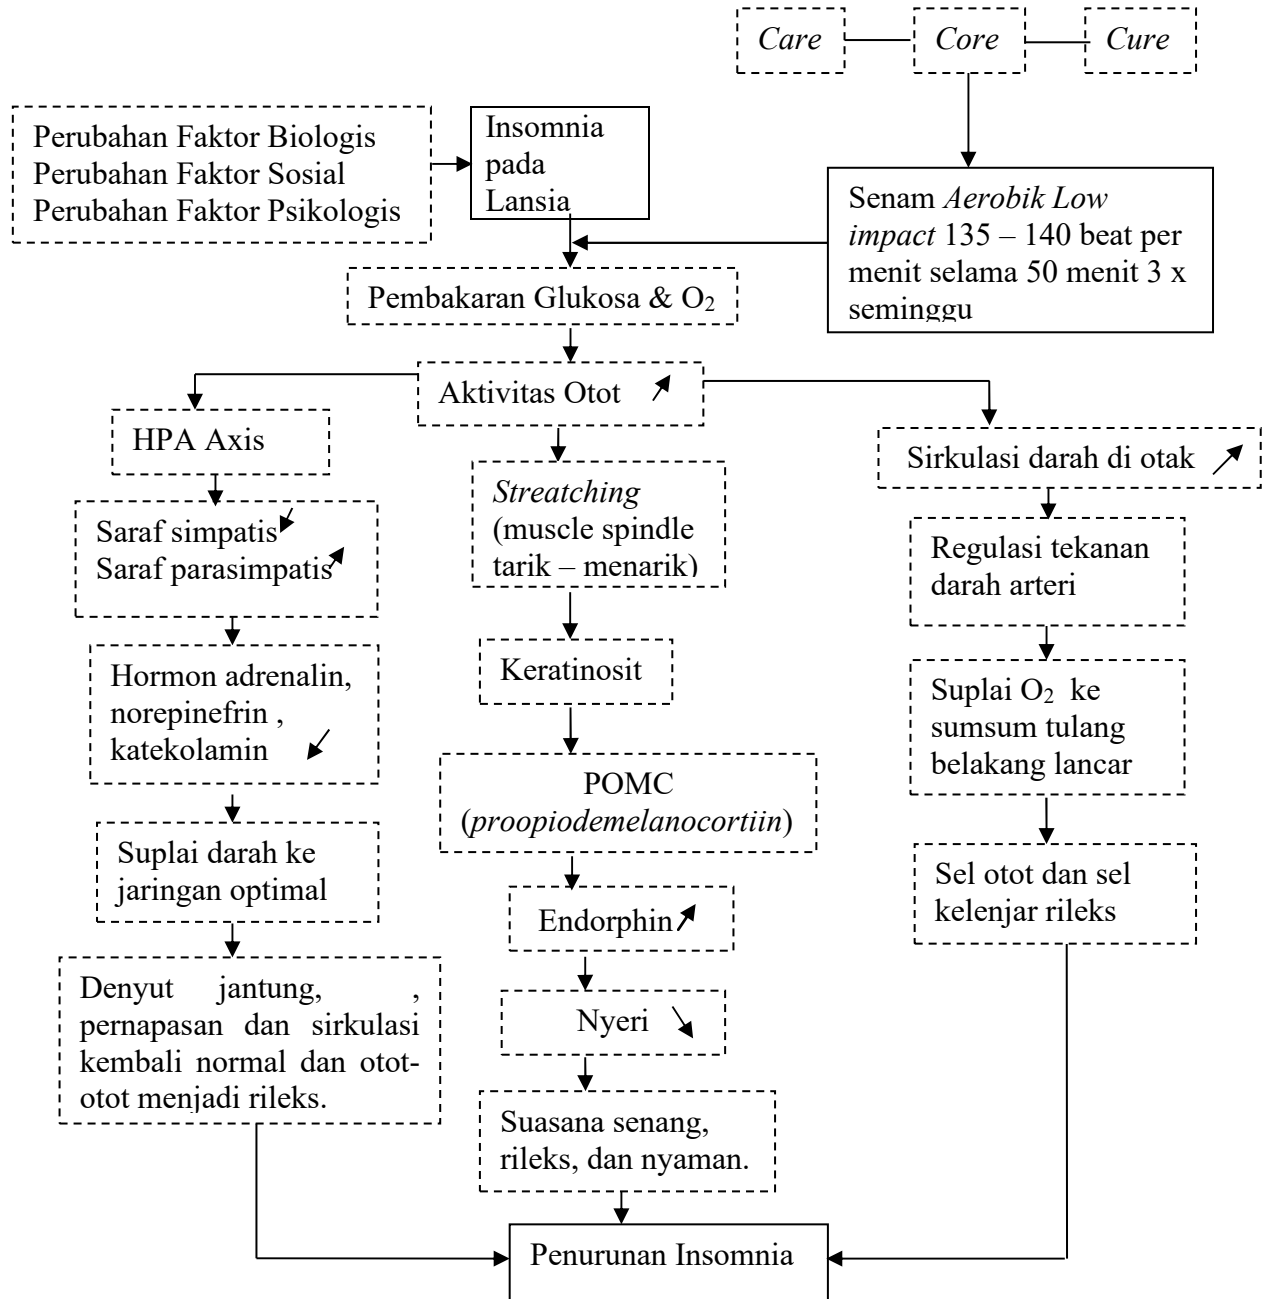 Care
Core
Cure
Perubahan Faktor Biologis
Perubahan Faktor Sosial
Perubahan Faktor Psikologis
Insomnia
pada
Lansia
Senam Aerobik Low
impact 135 – 140 beat per
menit selama 50 menit 3 x
seminggu
Pembakaran Glukosa & O₂
Aktivitas Otot
HPA Axis
Saraf simpatis
Saraf parasimpatis
Hormon adrenalin,
norepinefrin ,
katekolamin
Suplai darah ke
jaringan optimal
Denyut jantung, ,
pernapasan dan sirkulasi
kembali normal dan otot-
otot menjadi rileks.
Streatching
(muscle spindle
tarik – menarik)
Keratinosit
POMC
(proopiodemelanocortiin)
Endorphin
Nyeri
Suasana senang,
rileks, dan nyaman.
Sirkulasi darah di otak
Regulasi tekanan
darah arteri
Suplai O₂ ke
sumsum tulang
belakang lancar
Sel otot dan sel
kelenjar rileks
Penurunan Insomnia